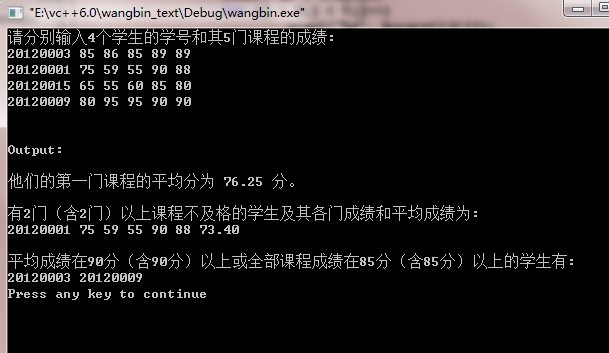 "E:\vc++6.0\wangbin_text\Debug\wangbin.exe"
请分别输入4个学生的学号和其5门课程的成绩:
20120003 85 86 85 89 89
20120001 75 59 55 90 88
20120015 65 55 60 85 80
20120009 80 95 95 90 90
Output:
他们的第一门课程的平均分为 76.25 分。
有2门（含2门）以上课程不及格的学生及其各门成绩和平均成绩为:
20120001 75 59 55 90 88 73.40
平均成绩在90分（含90分）以上或全部课程成绩在85分（含85分）以上的学生有:
20120003 20120009
Press any key to continue